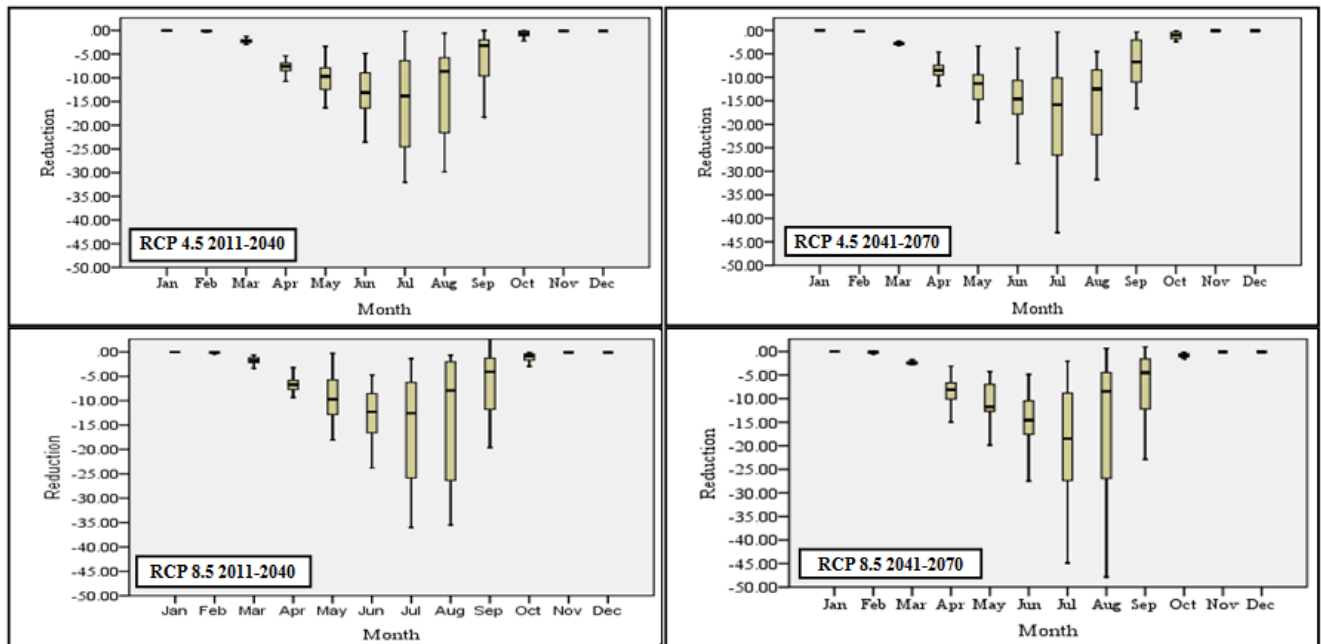 .00
-5.00
-10.00
-15.00
-20.00
-25.00
-30.00
-35.00
-40.00
-45.00
-50.00
Reduction
RCP 4.5 2011-2040
Jan Feb Mar Apr May Jun Jul Aug Sep Oct Nov Dec
Month
.00
-5.00
-10.00
-15.00
-20.00
-25.00
-30.00
-35.00
-40.00
-45.00
-50.00
Reduction
RCP 4.5 2041-2070
Jan Feb Mar Apr May Jun Jul Aug Sep Oct Nov Dec
Month
.00
-5.00
-10.00
-15.00
-20.00
-25.00
-30.00
-35.00
-40.00
-45.00
-50.00
Reduction
RCP 8.5 2011-2040
Jan Feb Mar Apr May Jun Jul Aug Sep Oct Nov Dec
Month
.00
-5.00
-10.00
-15.00
-20.00
-25.00
-30.00
-35.00
-40.00
-45.00
-50.00
Reduction
RCP 8.5 2041-2070
Jan Feb Mar Apr May Jun Jul Aug Sep Oct Nov Dec
Month